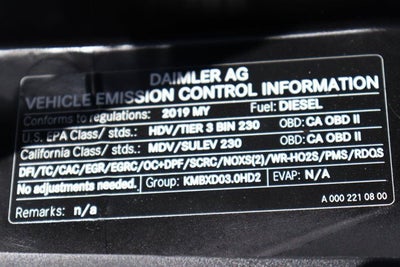 DAIMLER AG
VEHICLE EMISSION CONTROL INFORMATION
Conforms to regulations: 2019 MY Fuel: DIESEL
U.S. EPA Class/ stds.: HDV/TIER 3 BIN 230 OBD: CA OBD II
California Class/ stds.: MDV/SULEV 230 OBD: CA OBD II
DFI/TC/CAC/EGR/EGRC/OC+DPF/SCRC/NOXS(2)/WR-HO2S/PMS/RDQS
No adjustments needed. Group: KMBXD03.0HD2 EVAP: N/A
Remarks: n/a A 000 221 08 00